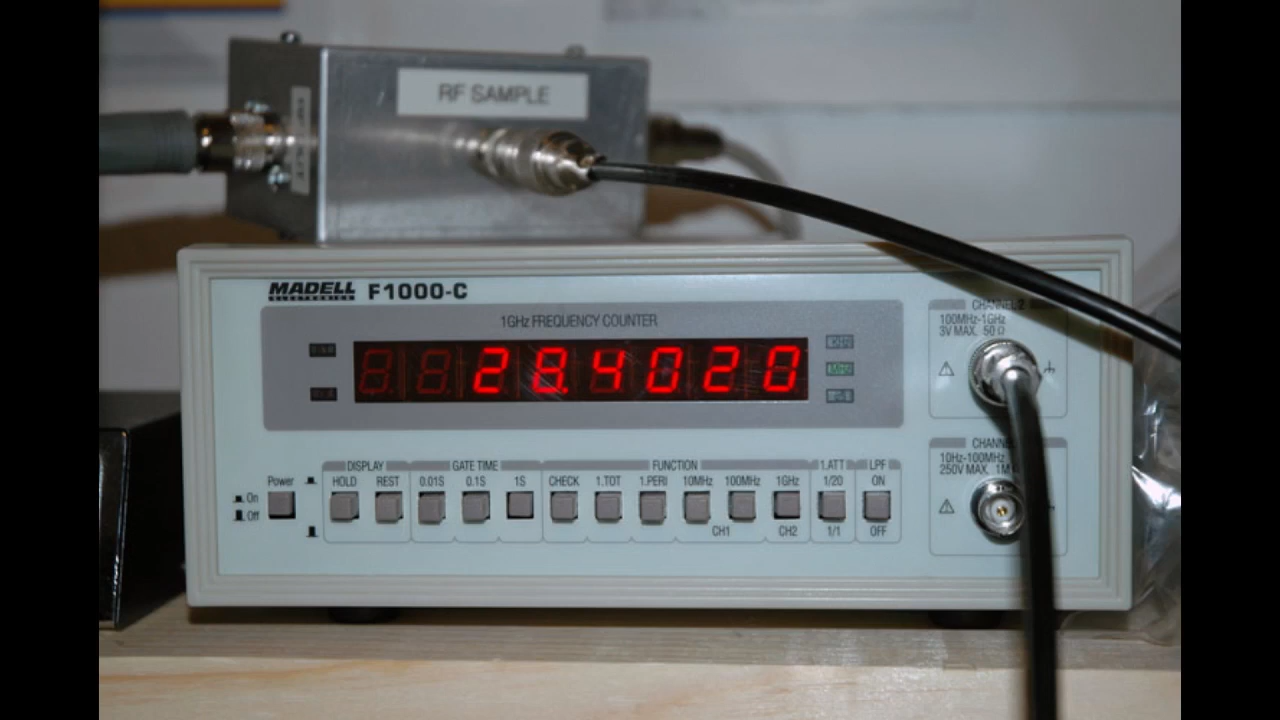 RF SAMPLE
MADELL
ELECTRONICS
F1000-C
1GHz FREQUENCY COUNTER
28.4020
MHz
CHANNEL 2
100MHz-1GHz
3V MAX. 50Ω
CHANN
10Hz-100MHz
250V MAX. 1M
Power
On
Off
DISPLAY GATE TIME FUNCTION 1.ATT LPF
HOLD REST 0.01S 0.1S 1S CHECK 1.TOT 1.PERI 10MHz 100MHz 1GHz 1/20 ON
CH1 CH2 1/1 OFF